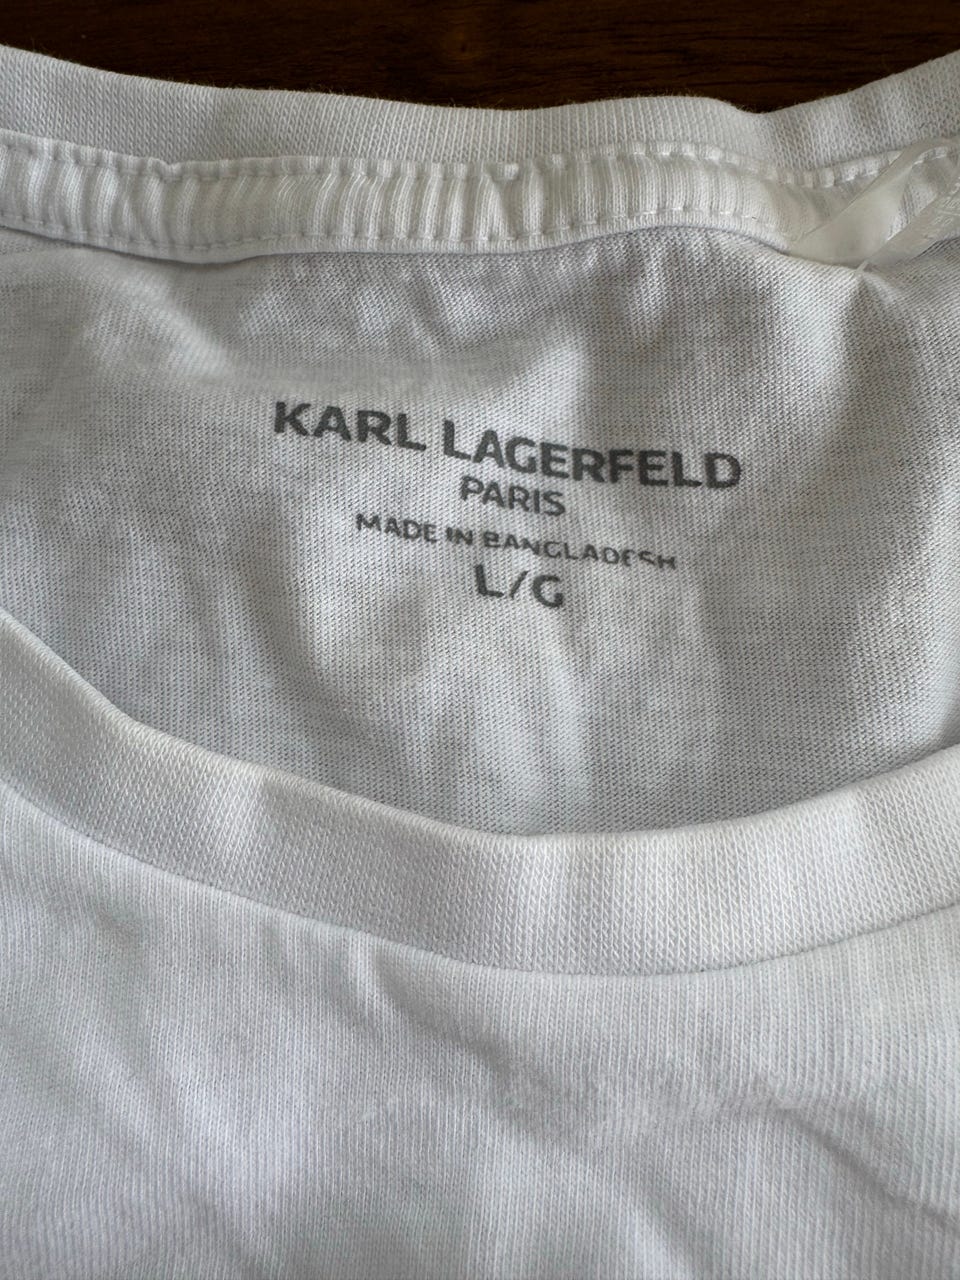 KARL LAGERFELD
PARIS
MADE IN BANGLADESH
L/G